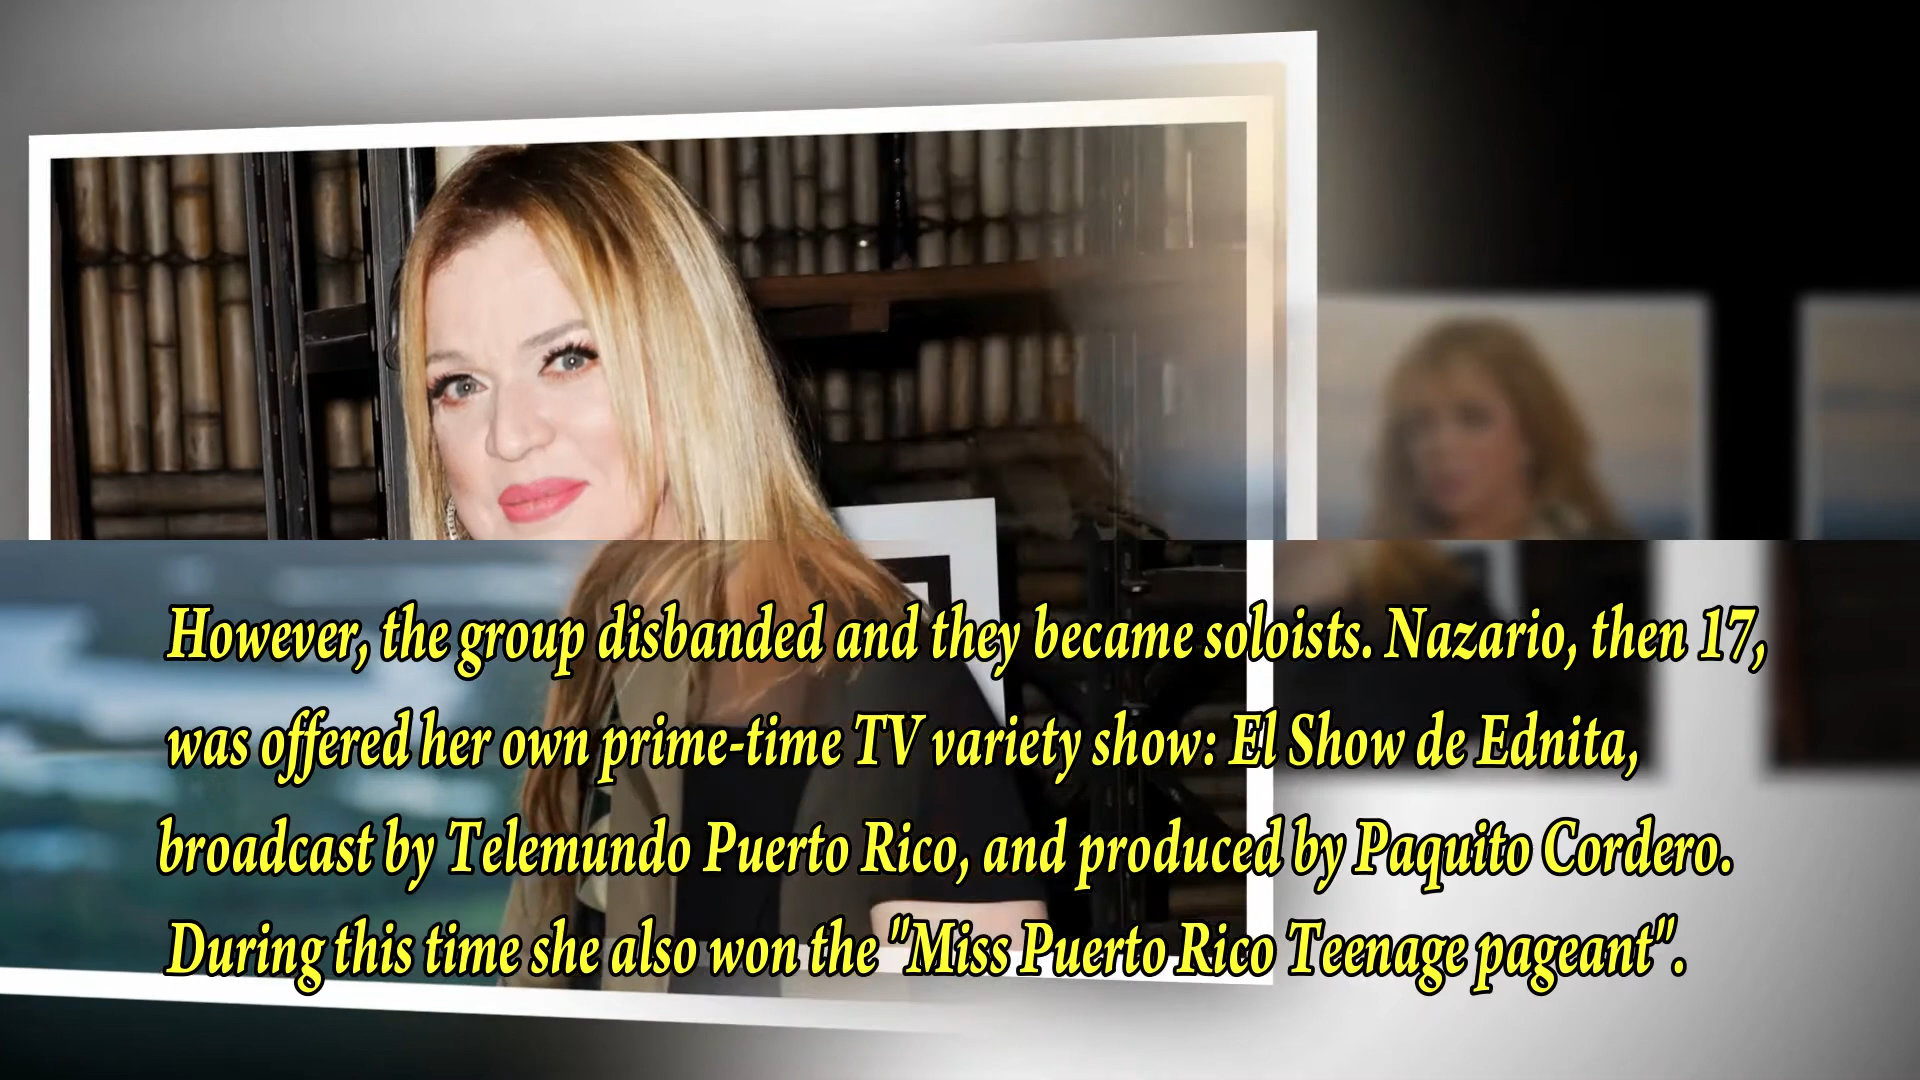 However, the group disbanded and they became soloists. Nazario, then 17,
was offered her own prime-time TV variety show: El Show de Ednita,
broadcast by Telemundo Puerto Rico, and produced by Paquito Cordero.
During this time she also won the "Miss Puerto Rico Teenage pageant".